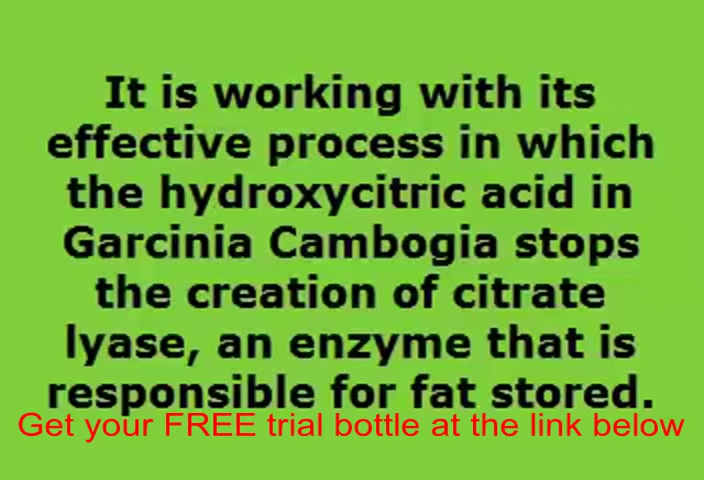 It is working with its
effective process in which
the hydroxycitric acid in
Garcinia Cambogia stops
the creation of citrate
lyase, an enzyme that is
responsible for fat stored.
Get your FREE trial bottle at the link below